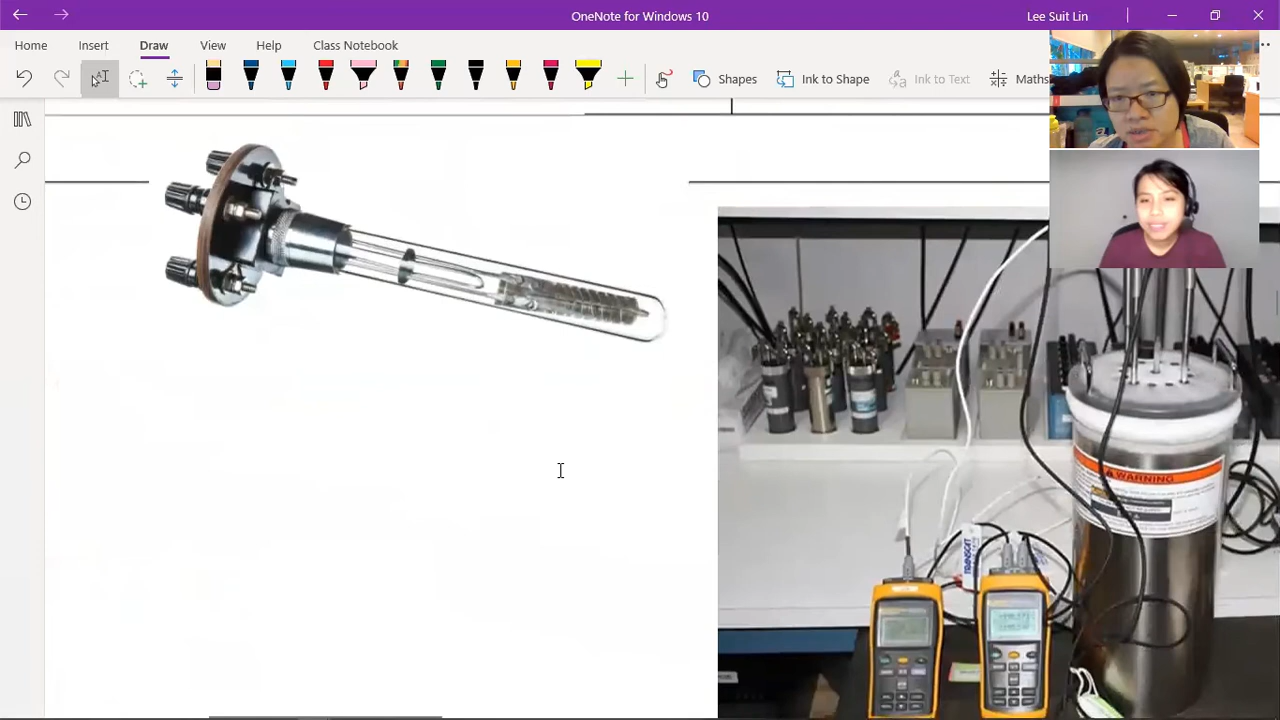 OneNote for Windows 10
Lee Suit Lin
Home
Insert
Draw
View
Help
Class Notebook
Shapes
Ink to Shape
Ink to Text
Maths
WARNING
TRANSCAT